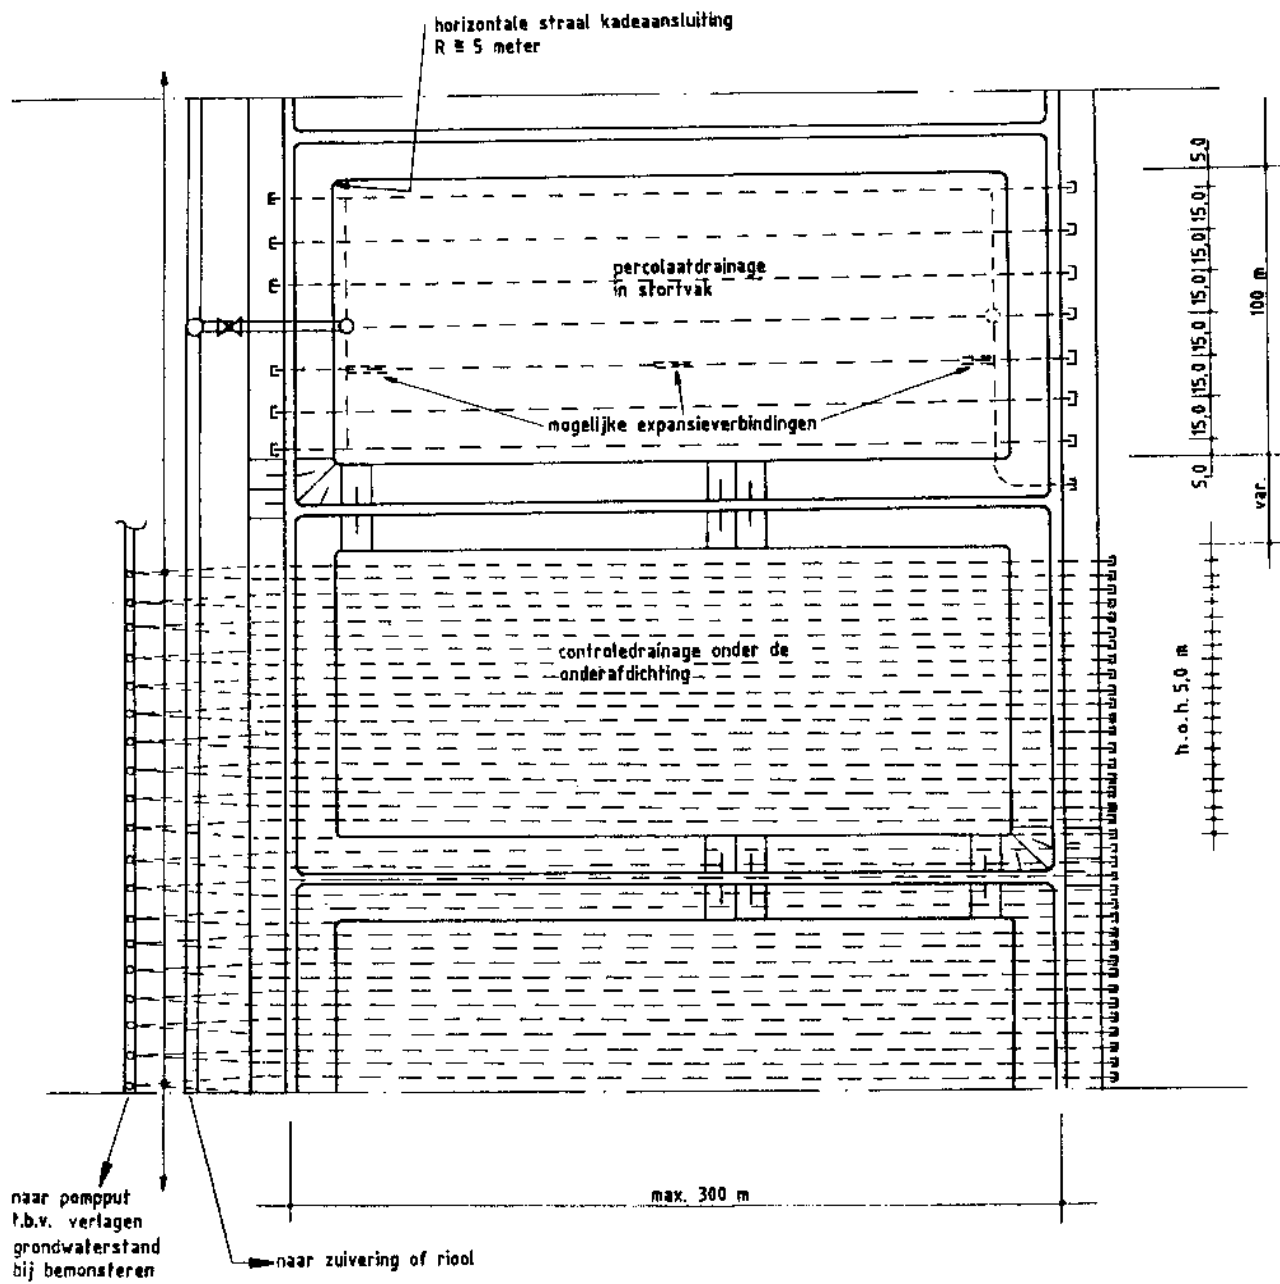 horizontale straal kadeaansluiting
R ≅ 5 meter
percolaatdrainage
in stortvak
mogelijke expansieverbindingen
5,0 15,0 15,0 15,0 15,0 15,0 15,0 5,0
100 m
var.
controledrainage onder de
onderafdichting
h.o.h. 5,0 m
max. 300 m
naar pompput
t.b.v. verlagen
grondwaterstand
bij bemonsteren
naar zuivering of riool